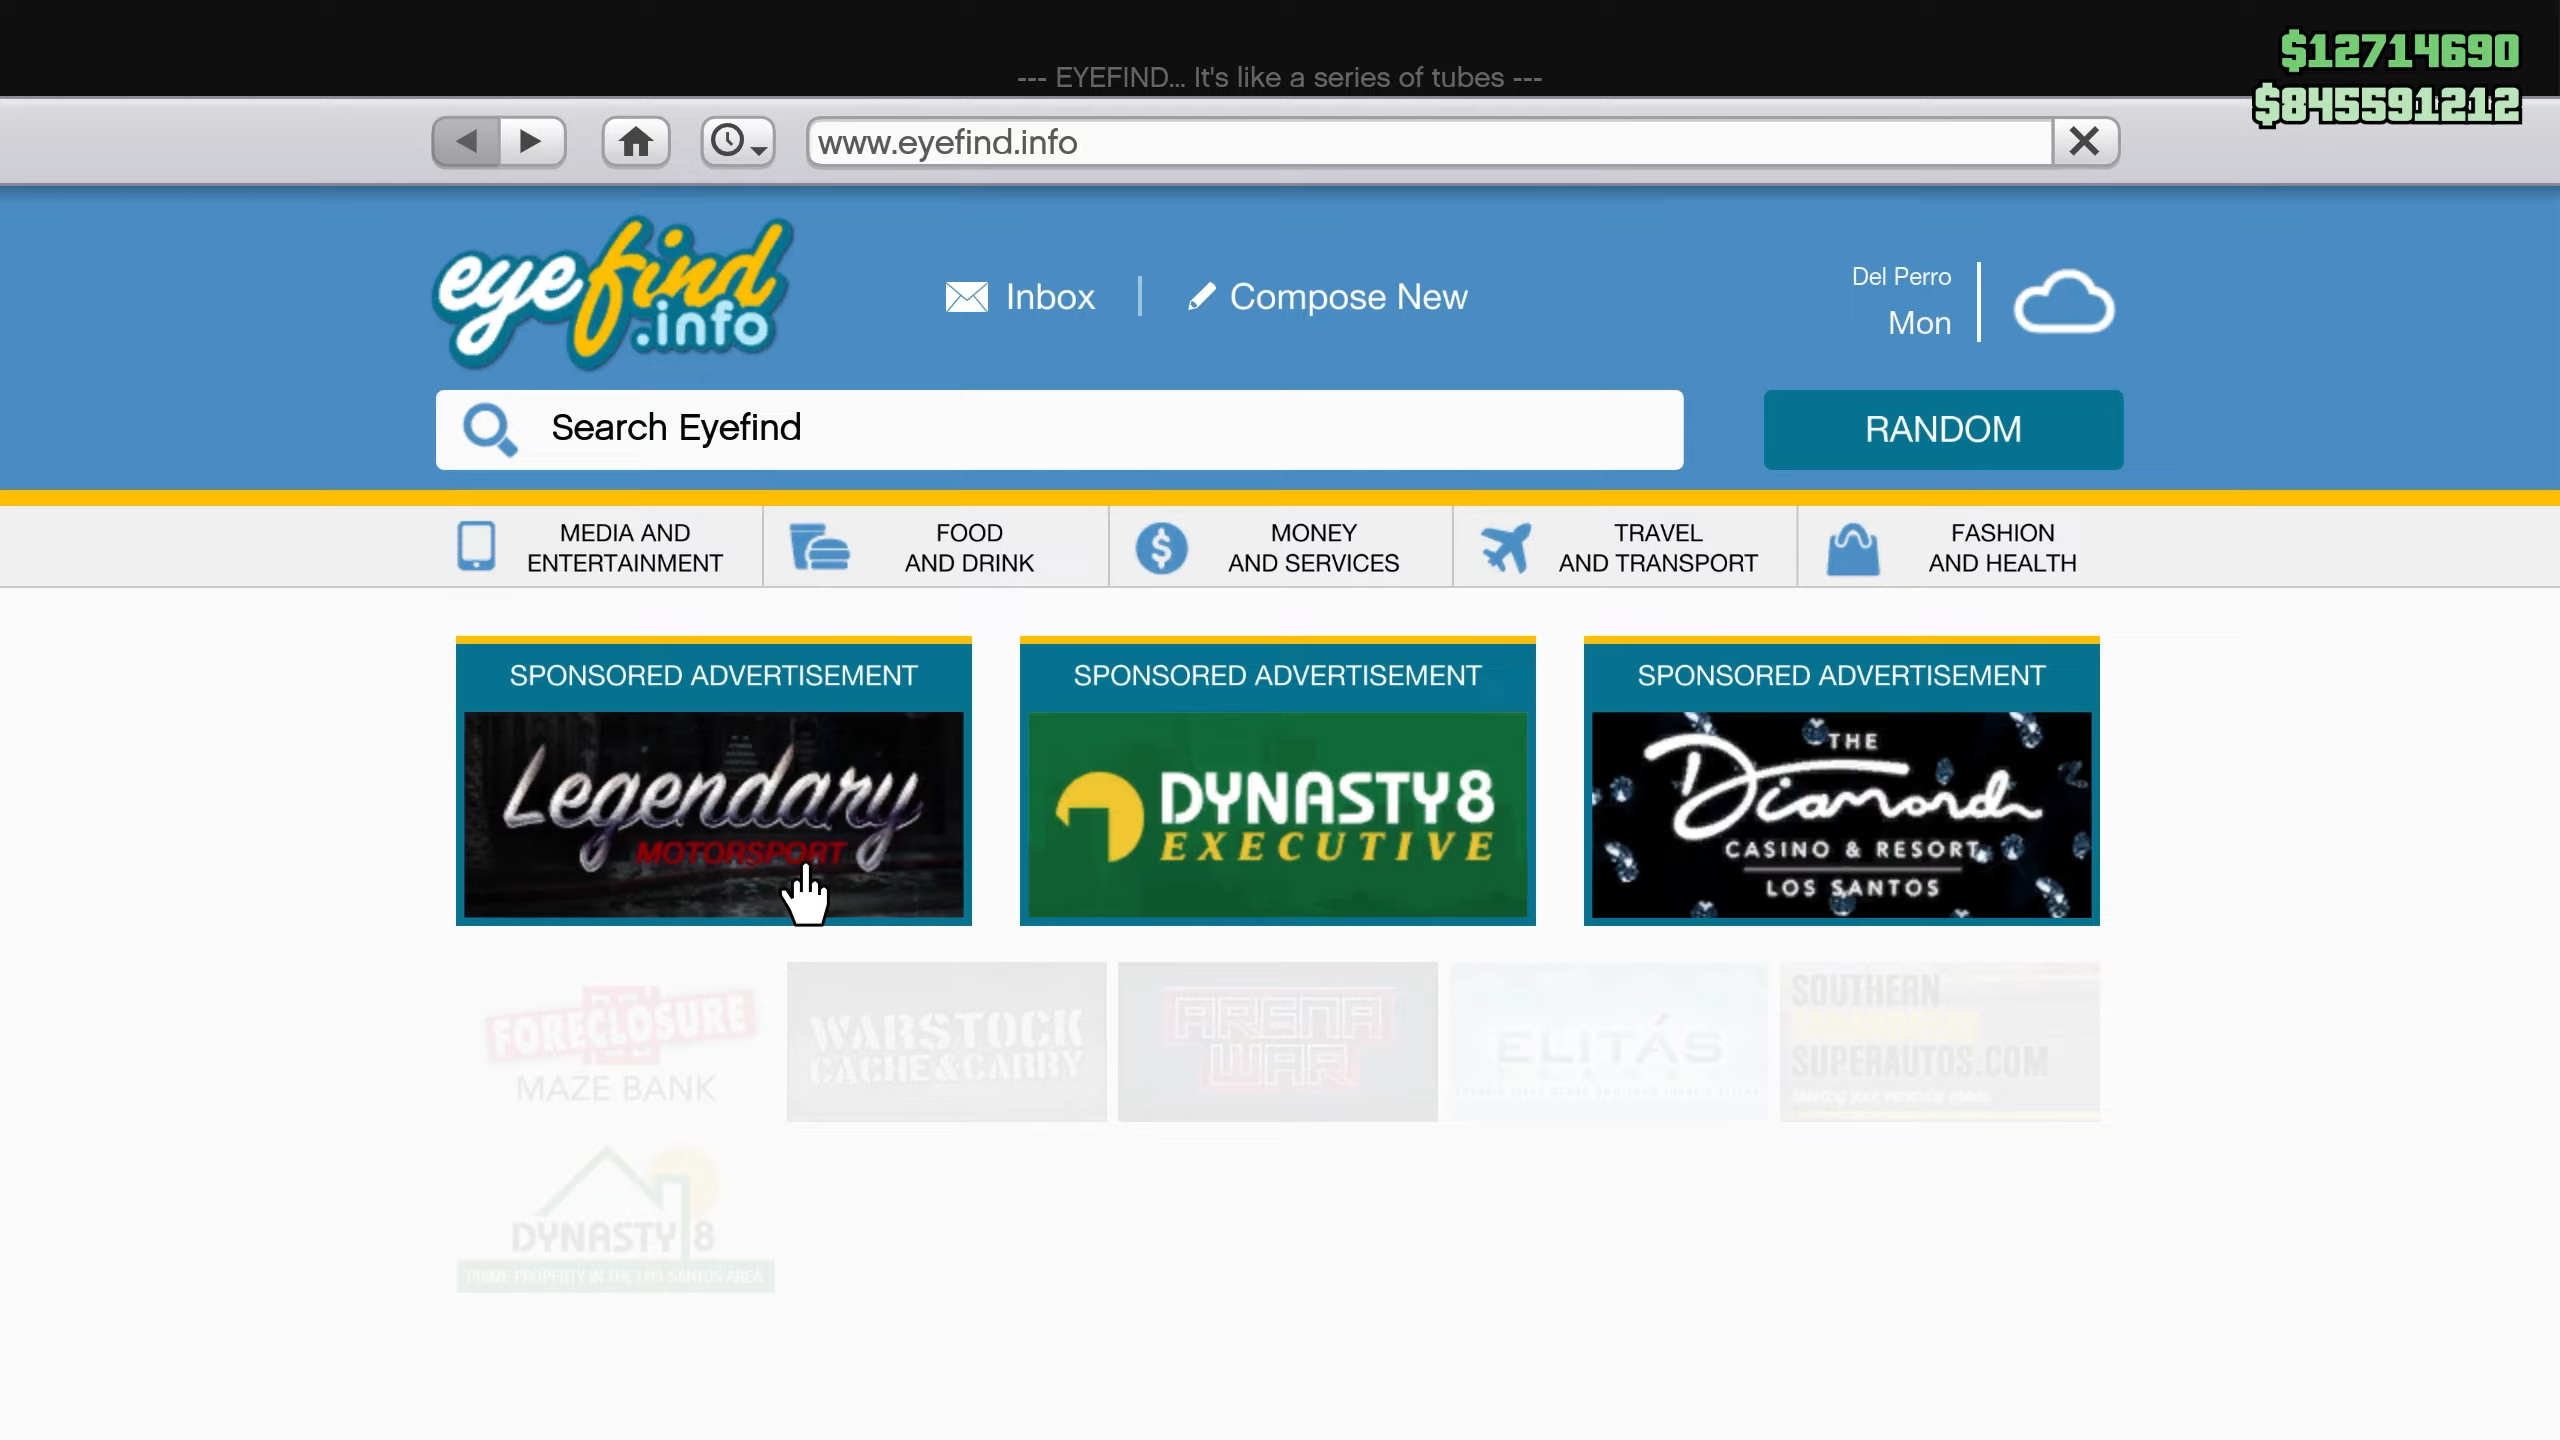 $12714690
--- EYEFIND... It's like a series of tubes ---
$845591212
www.eyefind.info
eyefind
.info
Inbox
Compose New
Del Perro
Mon
Search Eyefind
RANDOM
MEDIA AND
ENTERTAINMENT
FOOD
AND DRINK
MONEY
AND SERVICES
TRAVEL
AND TRANSPORT
FASHION
AND HEALTH
SPONSORED ADVERTISEMENT
Legendary
MOTORSPORT
SPONSORED ADVERTISEMENT
DYNASTY 8
EXECUTIVE
SPONSORED ADVERTISEMENT
THE
Diamond
CASINO & RESORT
LOS SANTOS
FORECLOSURE
MAZE BANK
WARSTOCK
CACHE & CARRY
ARENA
WAR
ELITÁS
SOUTHERN
SUPERAUTOS.COM
DYNASTY 8
PRIME PROPERTY IN THE LOS SANTOS AREA